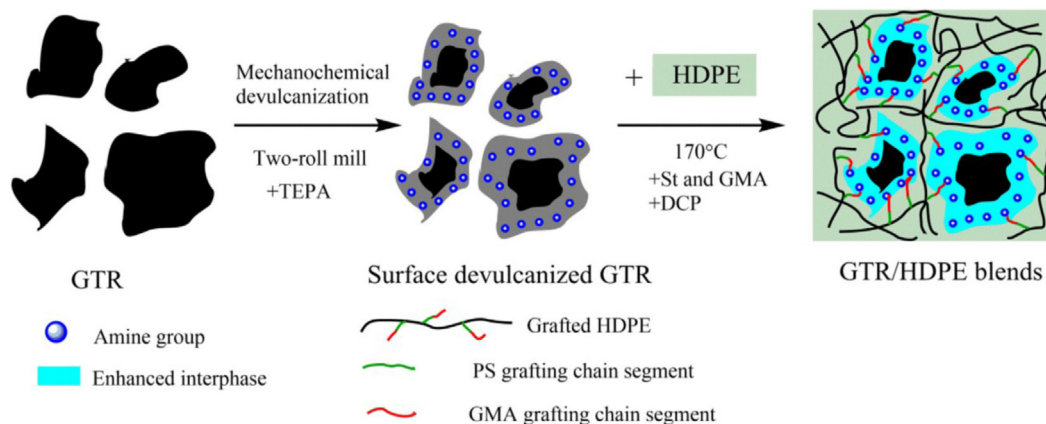 Mechanochemical
devulcanization
Two-roll mill
+TEPA
+ HDPE
170°C
+St and GMA
+DCP
GTR
Surface devulcanized GTR
GTR/HDPE blends
Amine group
Enhanced interphase
Grafted HDPE
PS grafting chain segment
GMA grafting chain segment